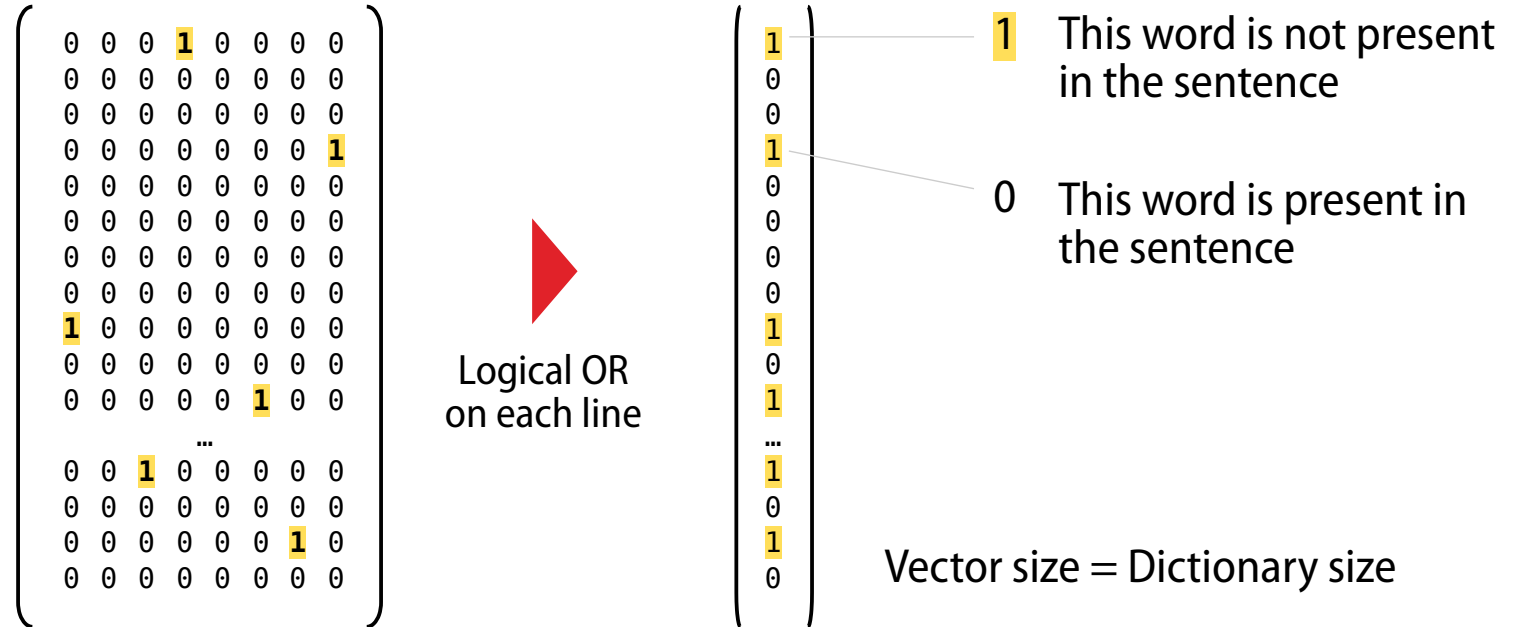 0 0 0 1 0 0 0 0
0 0 0 0 0 0 0 0
0 0 0 0 0 0 0 0
0 0 0 0 0 0 0 1
0 0 0 0 0 0 0 0
0 0 0 0 0 0 0 0
0 0 0 0 0 0 0 0
0 0 0 0 0 0 0 0
1 0 0 0 0 0 0 0
0 0 0 0 0 0 0 0
0 0 0 0 0 1 0 0
…
0 0 1 0 0 0 0 0
0 0 0 0 0 0 0 0
0 0 0 0 0 0 1 0
0 0 0 0 0 0 0 0
Logical OR
on each line
1
0
0
1
0
0
0
0
1
0
1
…
1
0
1
0
1 This word is not present
in the sentence
0 This word is present in
the sentence
Vector size = Dictionary size